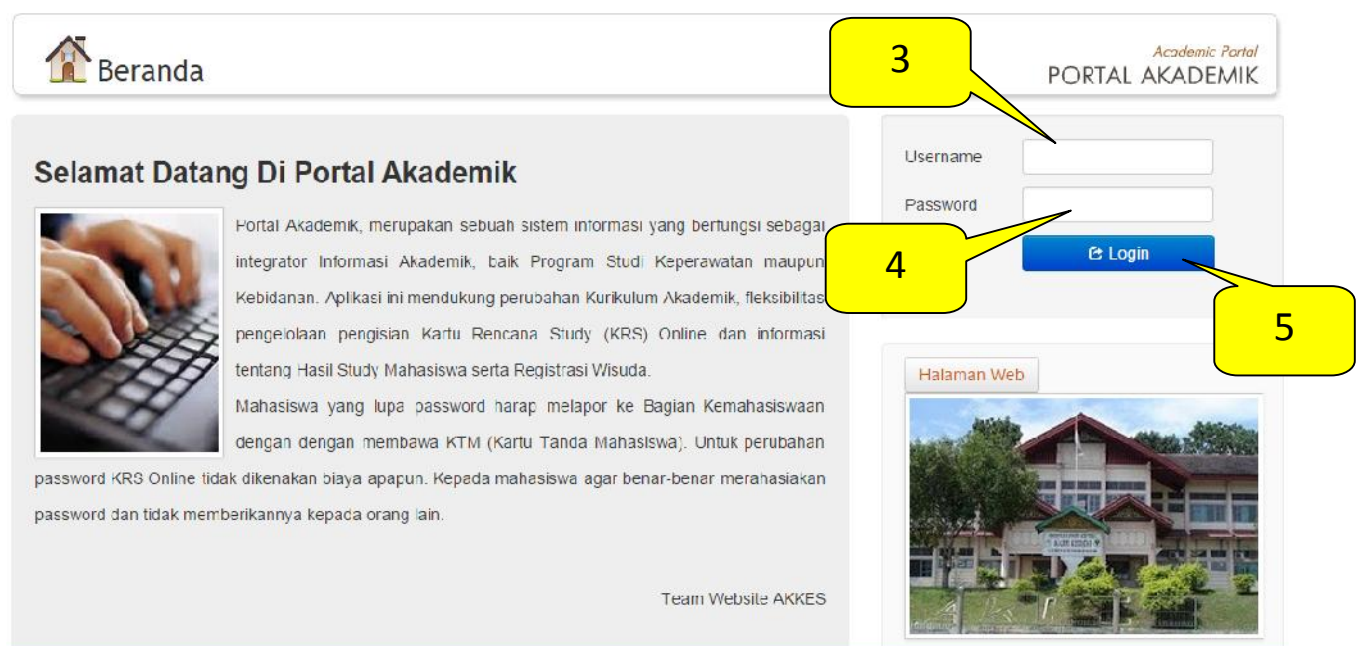 Beranda
3
Academic Portal
PORTAL AKADEMIK
Selamat Datang Di Portal Akademik
Portal Akademik, merupakan sebuah sistem informasi yang berfungsi sebagai
integrator Informasi Akademik, baik Program Studi Keperawatan maupun
Kebidanan. Aplikasi ini mendukung perubahan Kurikulum Akademik, fleksibilitas
pengelolaan pengisian Kartu Rencana Study (KRS) Online dan informasi
tentang Hasil Study Mahasiswa serta Registrasi Wisuda.
Mahasiswa yang lupa password harap melapor ke Bagian Kemahasiswaan
dengan dengan membawa KTM (Kartu Tanda Mahasiswa). Untuk perubahan
password KRS Online tidak dikenakan biaya apapun. Kepada mahasiswa agar benar-benar merahasiakan
password dan tidak memberikannya kepada orang lain.
Team Website AKKES
Username
Password
4
Login
5
Halaman Web